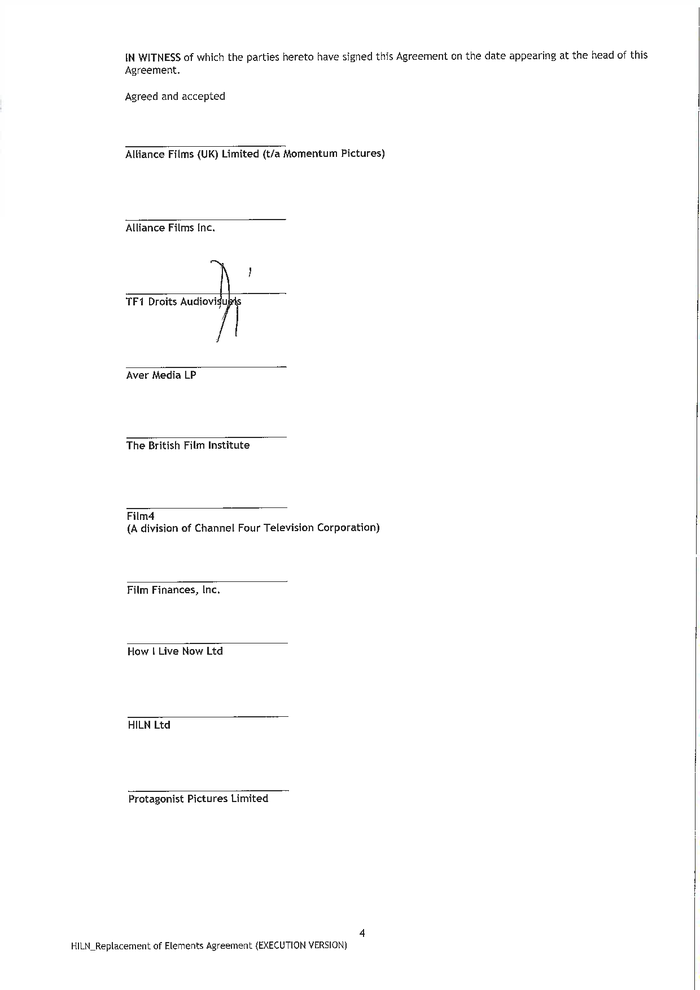 IN WITNESS of which the parties hereto have signed this Agreement on the date appearing at the head of this
Agreement.
Agreed and accepted
Alliance Films (UK) Limited (t/a Momentum Pictures)
Alliance Films Inc.
TF1 Droits Audiovisuels
Aver Media LP
The British Film Institute
Film4
(A division of Channel Four Television Corporation)
Film Finances, Inc.
How I Live Now Ltd
HILN Ltd
Protagonist Pictures Limited
4
HILN_Replacement of Elements Agreement (EXECUTION VERSION)